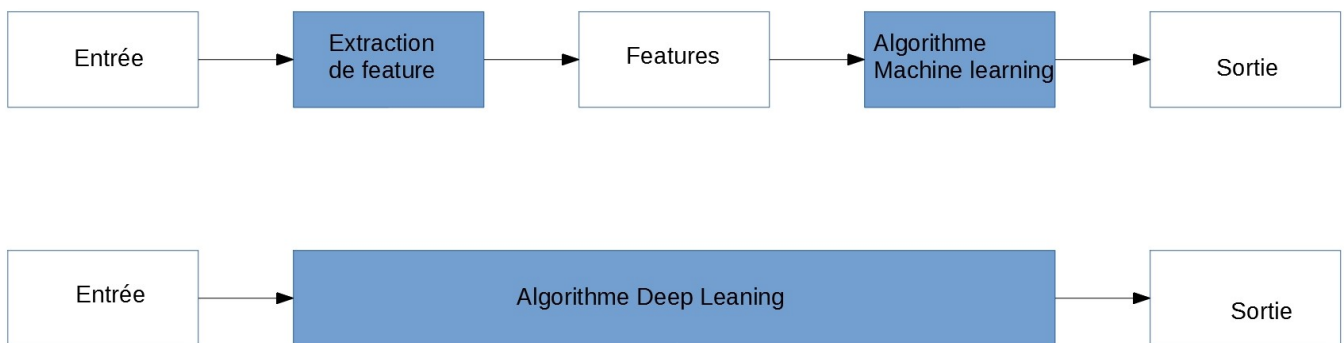 Entrée
Extraction
de feature
Features
Algorithme
Machine learning
Sortie
Entrée
Algorithme Deep Leaning
Sortie